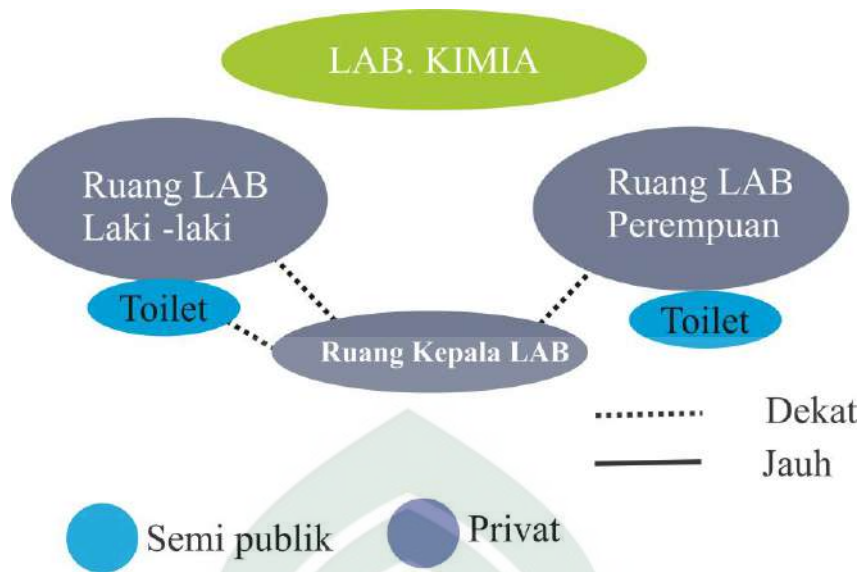 LAB. KIMIA
Ruang LAB
Laki -laki
Ruang LAB
Perempuan
Toilet
Toilet
Ruang Kepala LAB
Dekat
Jauh
Semi publik
Privat